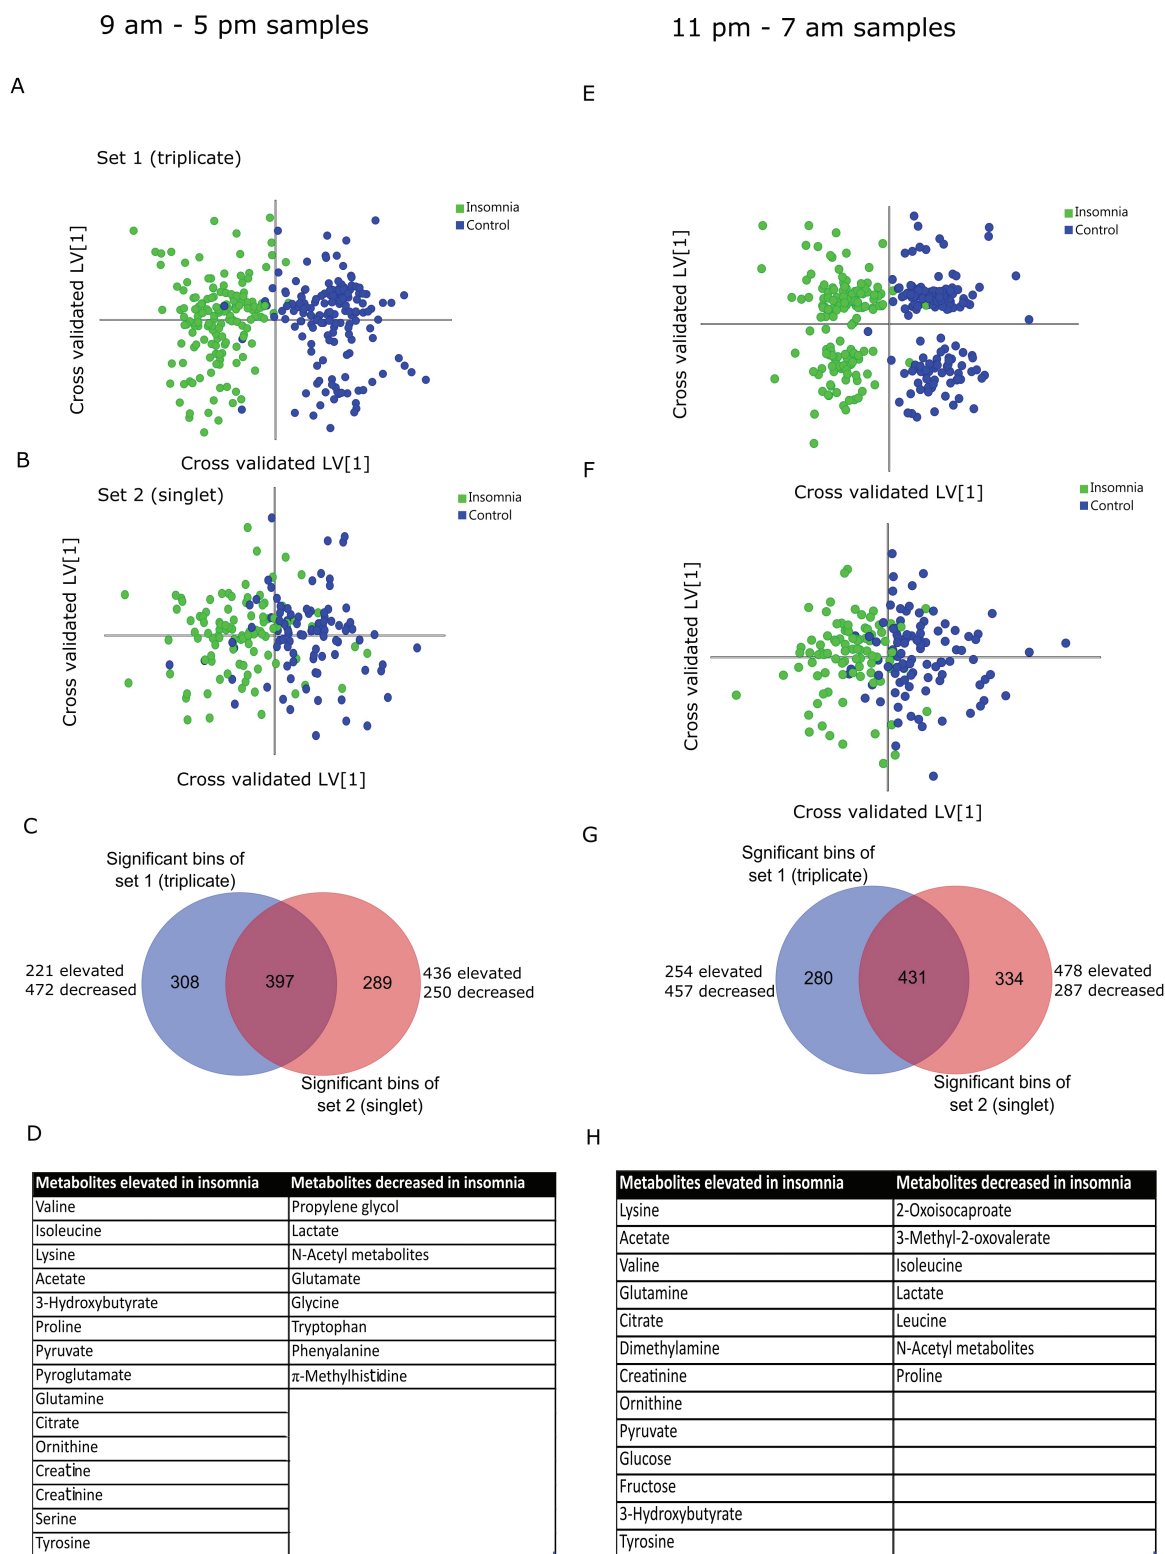 9 am - 5 pm samples
A
Set 1 (triplicate)
Insomnia
Control
Cross validated LV[1]
Cross validated LV[1]
B
Set 2 (singlet)
Insomnia
Control
Cross validated LV[1]
Cross validated LV[1]
C
Significant bins of
set 1 (triplicate)
221 elevated
472 decreased
308
397
289
436 elevated
250 decreased
Significant bins of
set 2 (singlet)
D
Metabolites elevated in insomnia Metabolites decreased in insomnia
Valine Propylene glycol
Isoleucine Lactate
Lysine N-Acetyl metabolites
Acetate Glutamate
3-Hydroxybutyrate Glycine
Proline Tryptophan
Pyruvate Phenyalanine
Pyroglutamate π-Methylhistidine
Glutamine
Citrate
Ornithine
Creatine
Creatinine
Serine
Tyrosine
11 pm - 7 am samples
E
Insomnia
Control
Cross validated LV[1]
Cross validated LV[1]
F
Insomnia
Control
Cross validated LV[1]
Cross validated LV[1]
G
Sgnificant bins of
set 1 (triplicate)
254 elevated
457 decreased
280
431
334
478 elevated
287 decreased
Significant bins of
set 2 (singlet)
H
Metabolites elevated in insomnia Metabolites decreased in insomnia
Lysine 2-Oxoisocaproate
Acetate 3-Methyl-2-oxovalerate
Valine Isoleucine
Glutamine Lactate
Citrate Leucine
Dimethylamine N-Acetyl metabolites
Creatinine Proline
Ornithine
Pyruvate
Glucose
Fructose
3-Hydroxybutyrate
Tyrosine